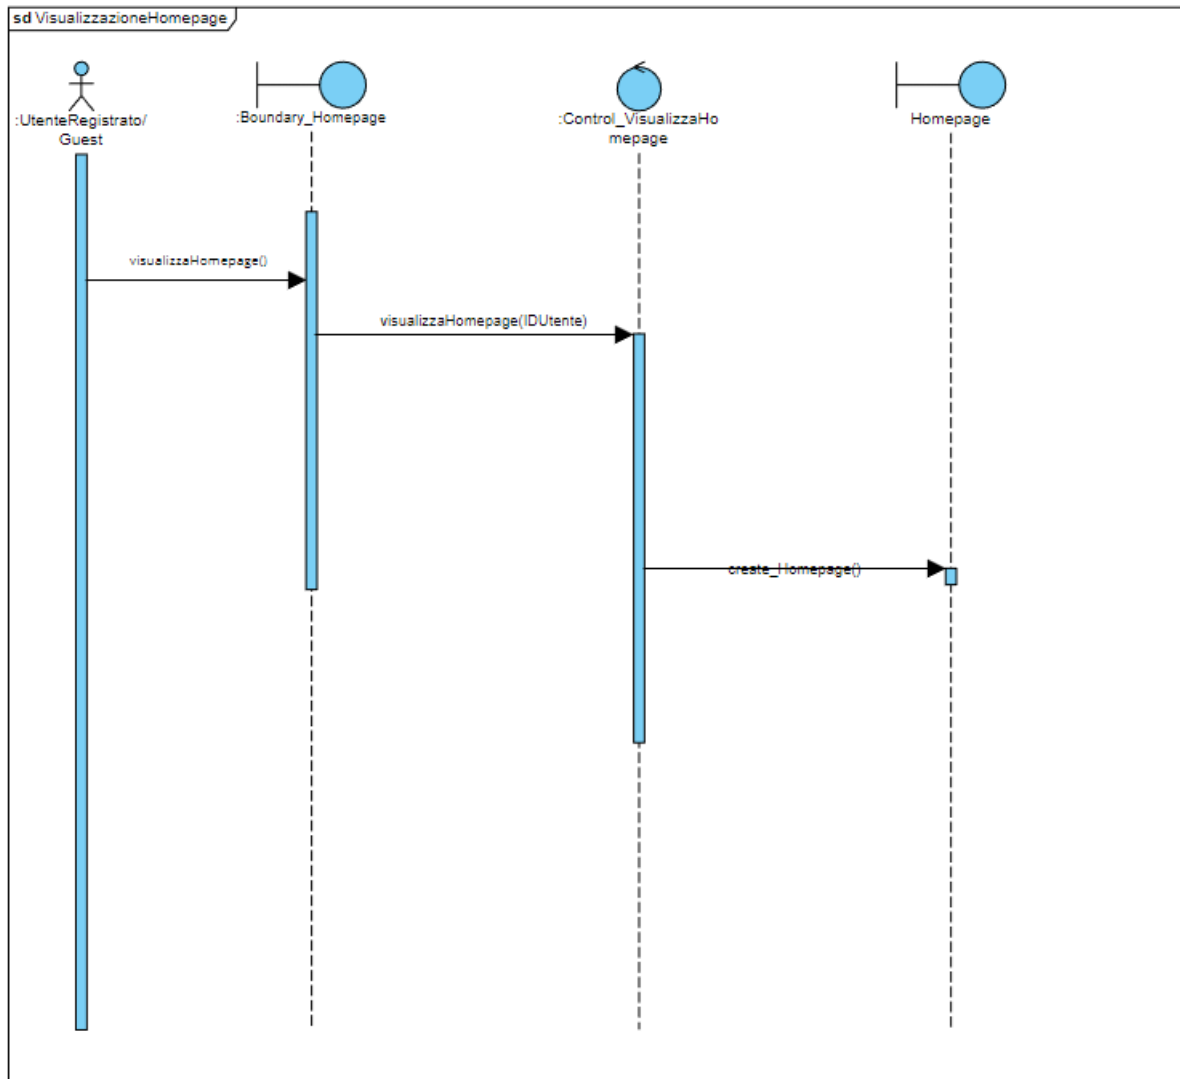 sd VisualizzazioneHomepage
:UtenteRegistrato/
Guest
:Boundary_Homepage
:Control_VisualizzaHo
mepage
Homepage
visualizzaHomepage()
visualizzaHomepage(IDUtente)
create_Homepage()